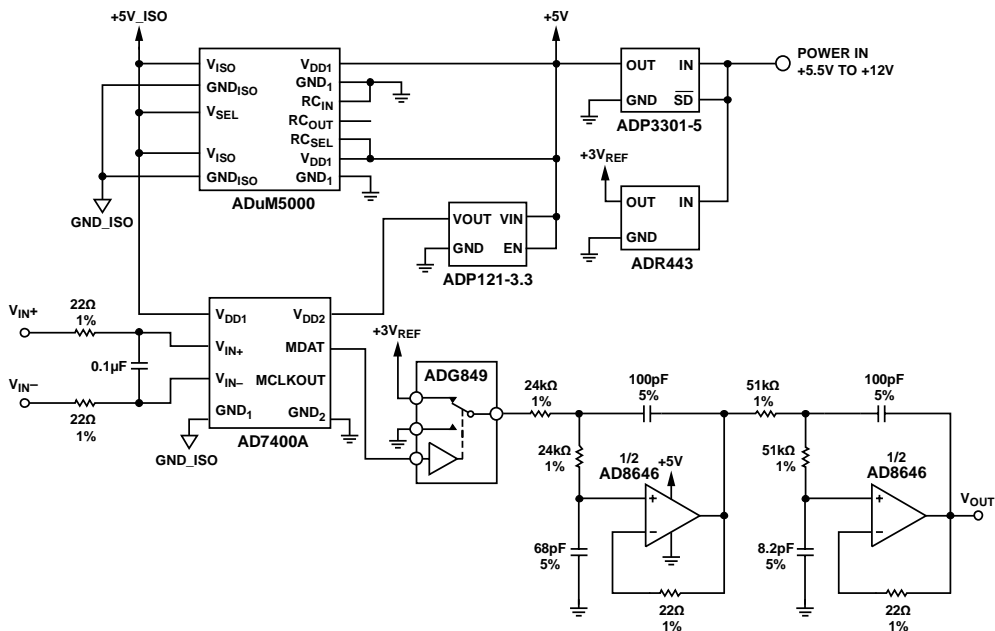 +5V_ISO
VISO
GNDISO
VSEL
VISO
GNDISO
VDD1
GND1
RCIN
RCOUT
RCSEL
VDD1
GND1
ADuM5000
GND_ISO
+5V
OUT IN
GND SD
ADP3301-5
POWER IN
+5.5V TO +12V
+3VREF
OUT IN
GND
ADR443
VOUT VIN
GND EN
ADP121-3.3
VIN+
22Ω
1%
0.1µF
VIN−
22Ω
1%
VDD1 VDD2
VIN+ MDAT
VIN− MCLKOUT
GND1 GND2
AD7400A
GND_ISO
+3VREF
ADG849
24kΩ
1%
100pF
5%
24kΩ
1%
1/2
AD8646
+5V
+
−
68pF
5%
22Ω
1%
51kΩ
1%
100pF
5%
51kΩ
1%
1/2
AD8646
+
−
8.2pF
5%
22Ω
1%
VOUT